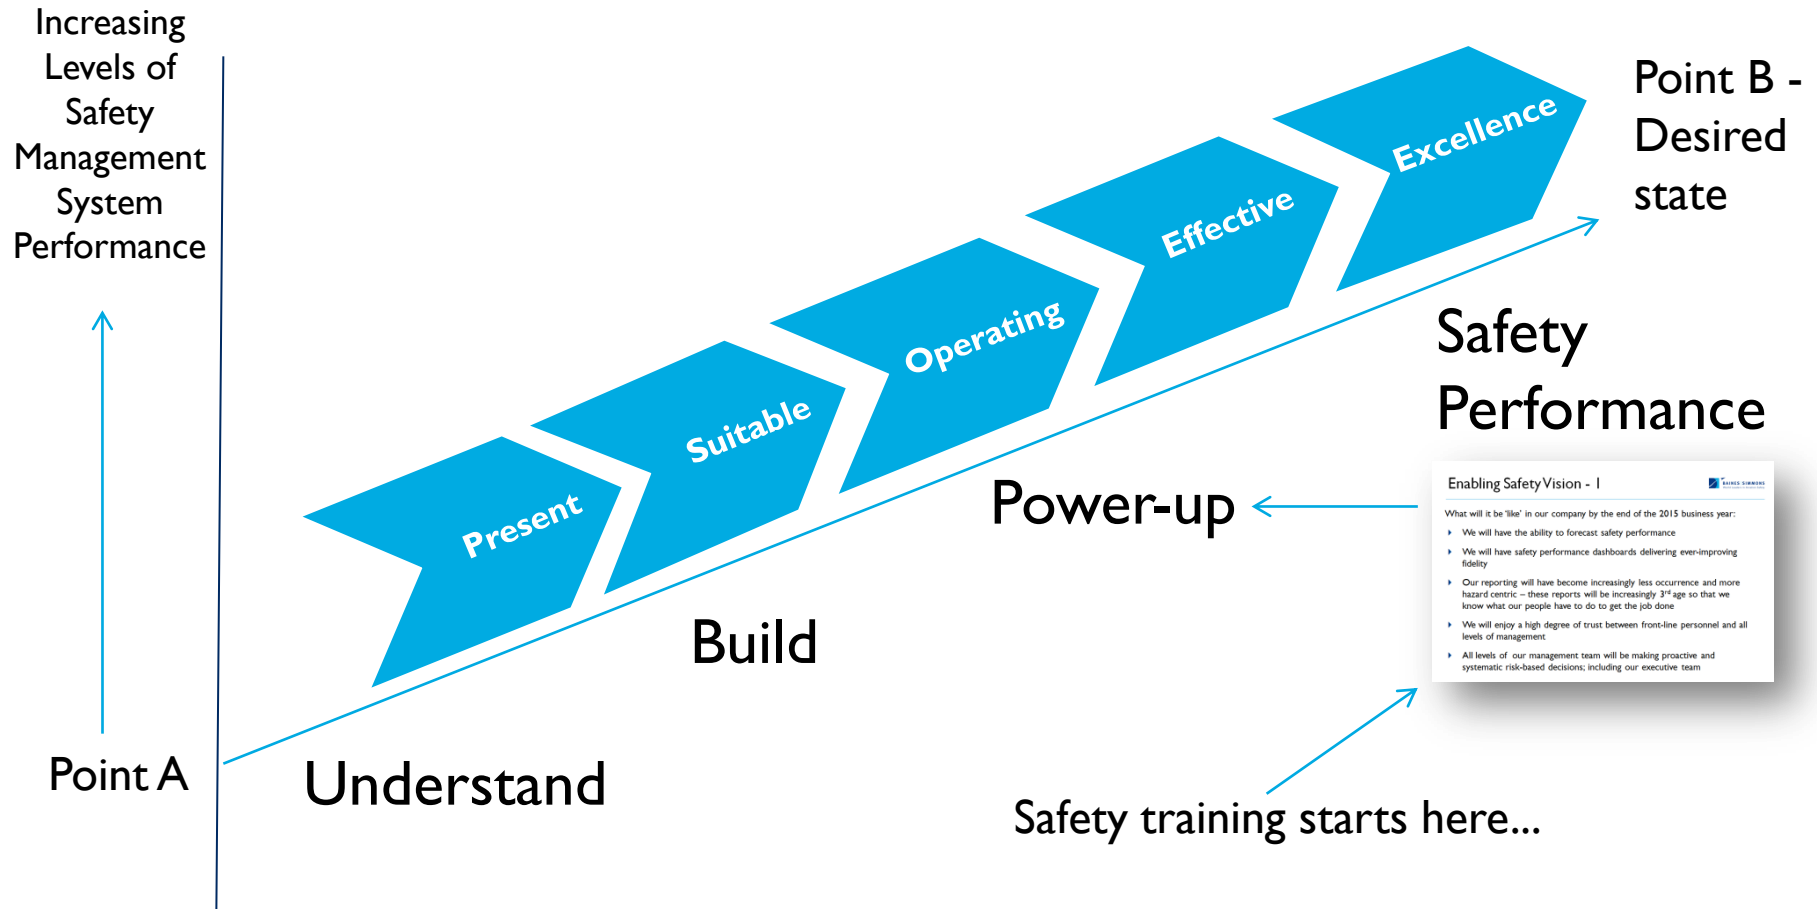 Increasing
Levels of
Safety
Management
System
Performance
Point A
Present
Suitable
Operating
Effective
Excellence
Point B -
Desired
state
Understand
Build
Power-up
Safety
Performance
Enabling Safety Vision - 1
BAINES SIMMONS
What will it be 'like' in our company by the end of the 2015 business year:
We will have the ability to forecast safety performance
We will have safety performance dashboards delivering ever-improving
fidelity
Our reporting will have become increasingly less occurrence and more
hazard centric – these reports will be increasingly 3rd age so that we
know what our people have to do to get the job done
We will enjoy a high degree of trust between front-line personnel and all
levels of management
All levels of our management team will be making proactive and
systematic risk-based decisions; including our executive team
Safety training starts here...